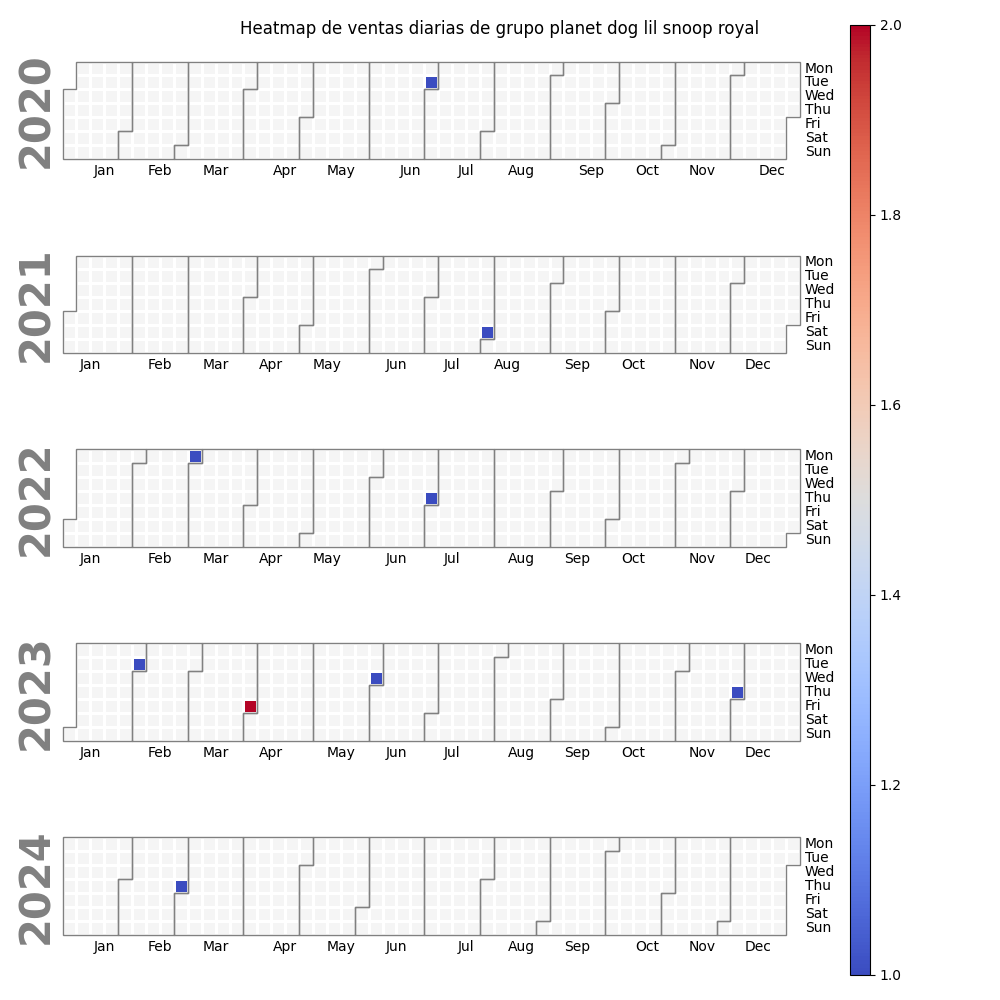 Heatmap de ventas diarias de grupo planet dog lil snoop royal
2020
Mon
Tue
Wed
Thu
Fri
Sat
Sun
Jan Feb Mar Apr May Jun Jul Aug Sep Oct Nov Dec
2021
Mon
Tue
Wed
Thu
Fri
Sat
Sun
Jan Feb Mar Apr May Jun Jul Aug Sep Oct Nov Dec
2022
Mon
Tue
Wed
Thu
Fri
Sat
Sun
Jan Feb Mar Apr May Jun Jul Aug Sep Oct Nov Dec
2023
Mon
Tue
Wed
Thu
Fri
Sat
Sun
Jan Feb Mar Apr May Jun Jul Aug Sep Oct Nov Dec
2024
Mon
Tue
Wed
Thu
Fri
Sat
Sun
Jan Feb Mar Apr May Jun Jul Aug Sep Oct Nov Dec
2.0
1.8
1.6
1.4
1.2
1.0